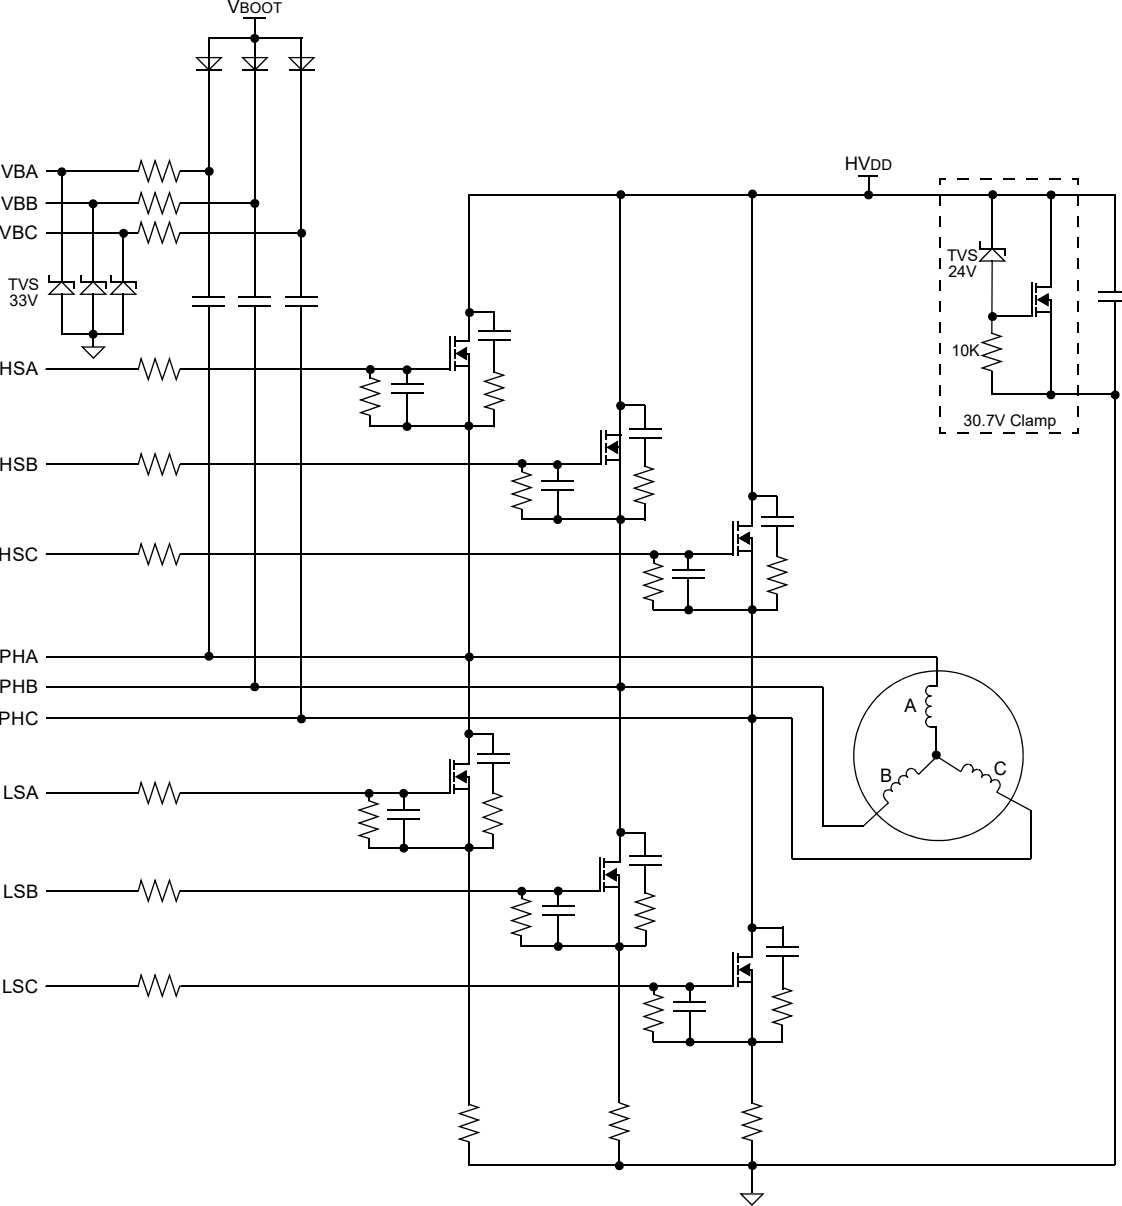 VBOOT
VBA
VBB
VBC
TVS
33V
HVDD
TVS
24V
10K
30.7V Clamp
HSA
HSB
HSC
PHA
PHB
PHC
A
B
C
LSA
LSB
LSC